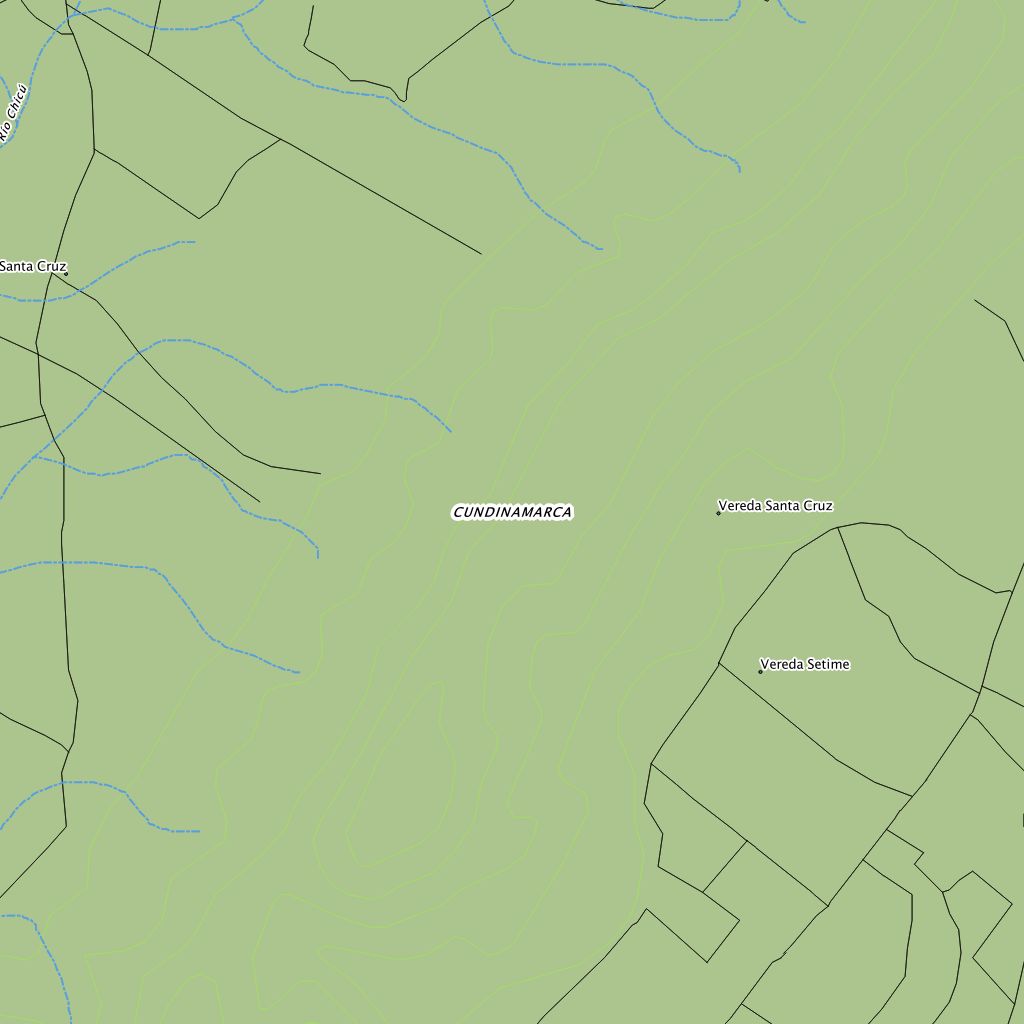 Río Chicú
Santa Cruz
CUNDINAMARCA
Vereda Santa Cruz
Vereda Setime